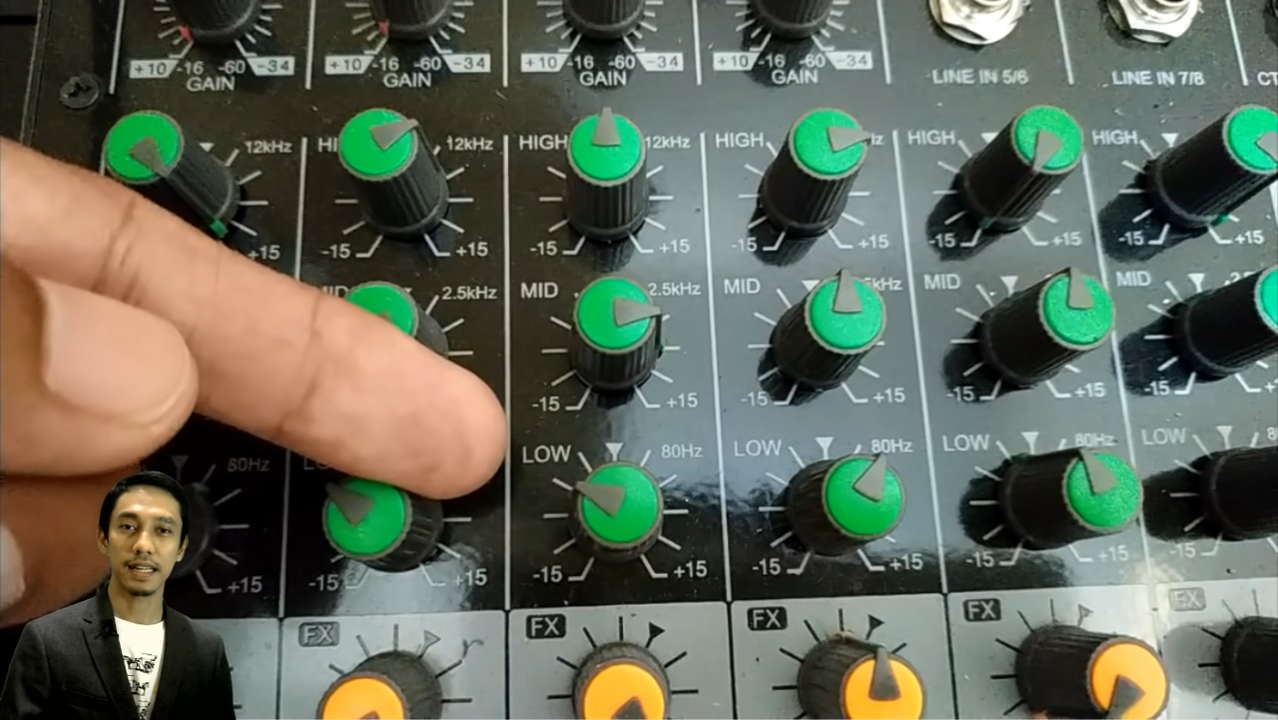 +10 -16 -60 -34 +10 -16 -60 -34 +10 -16 -60 -34 +10 -16 -60 -34
GAIN GAIN GAIN GAIN LINE IN 5/6 LINE IN 7/8
12kHz 12kHz HIGH 12kHz HIGH HIGH HIGH
+15 -15 +15 -15 +15 -15 +15 -15 +15 -15 +15
MID 2.5kHz MID 2.5kHz MID MID MID
-15 +15 -15 +15 -15 +15 -15
80Hz LOW 80Hz LOW 80Hz LOW 80Hz LOW
+15 -15 +15 -15 +15 -15 +15 -15 +15 -15
FX FX FX FX FX